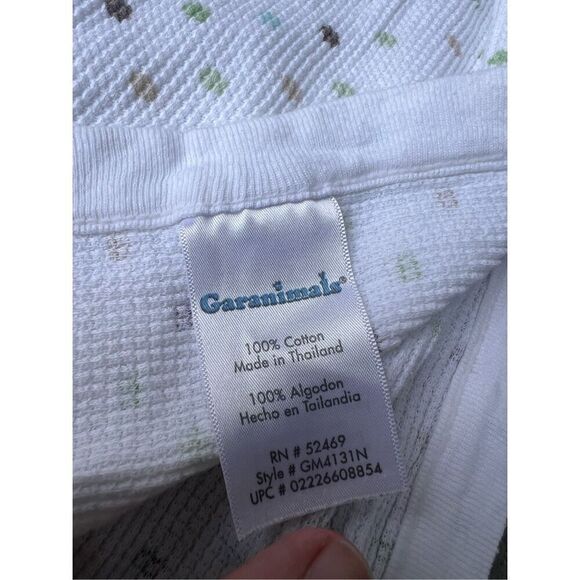 Garanimals®
100% Cotton
Made in Thailand
100% Algodon
Hecho en Tailandia
RN # 52469
Style # GM4131N
UPC # 02226608854